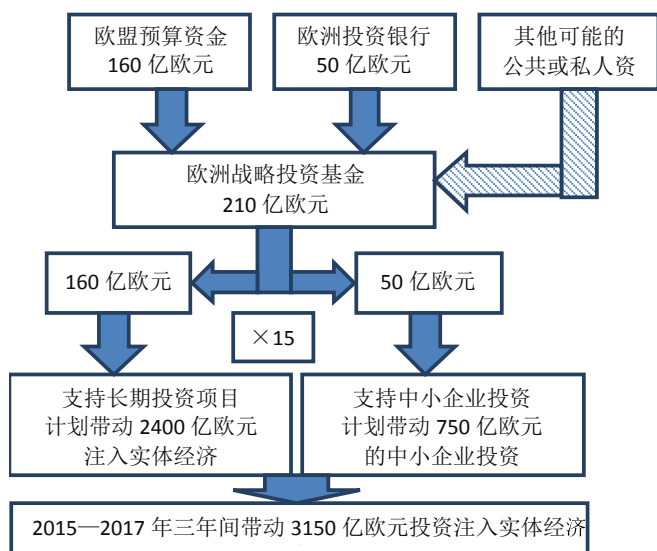 欧盟预算资金
160 亿欧元
欧洲投资银行
50 亿欧元
其他可能的
公共或私人资
欧洲战略投资基金
210 亿欧元
160 亿欧元
50 亿欧元
×15
支持长期投资项目
计划带动 2400 亿欧元
注入实体经济
支持中小企业投资
计划带动 750 亿欧元
的中小企业投资
2015—2017 年三年间带动 3150 亿欧元投资注入实体经济